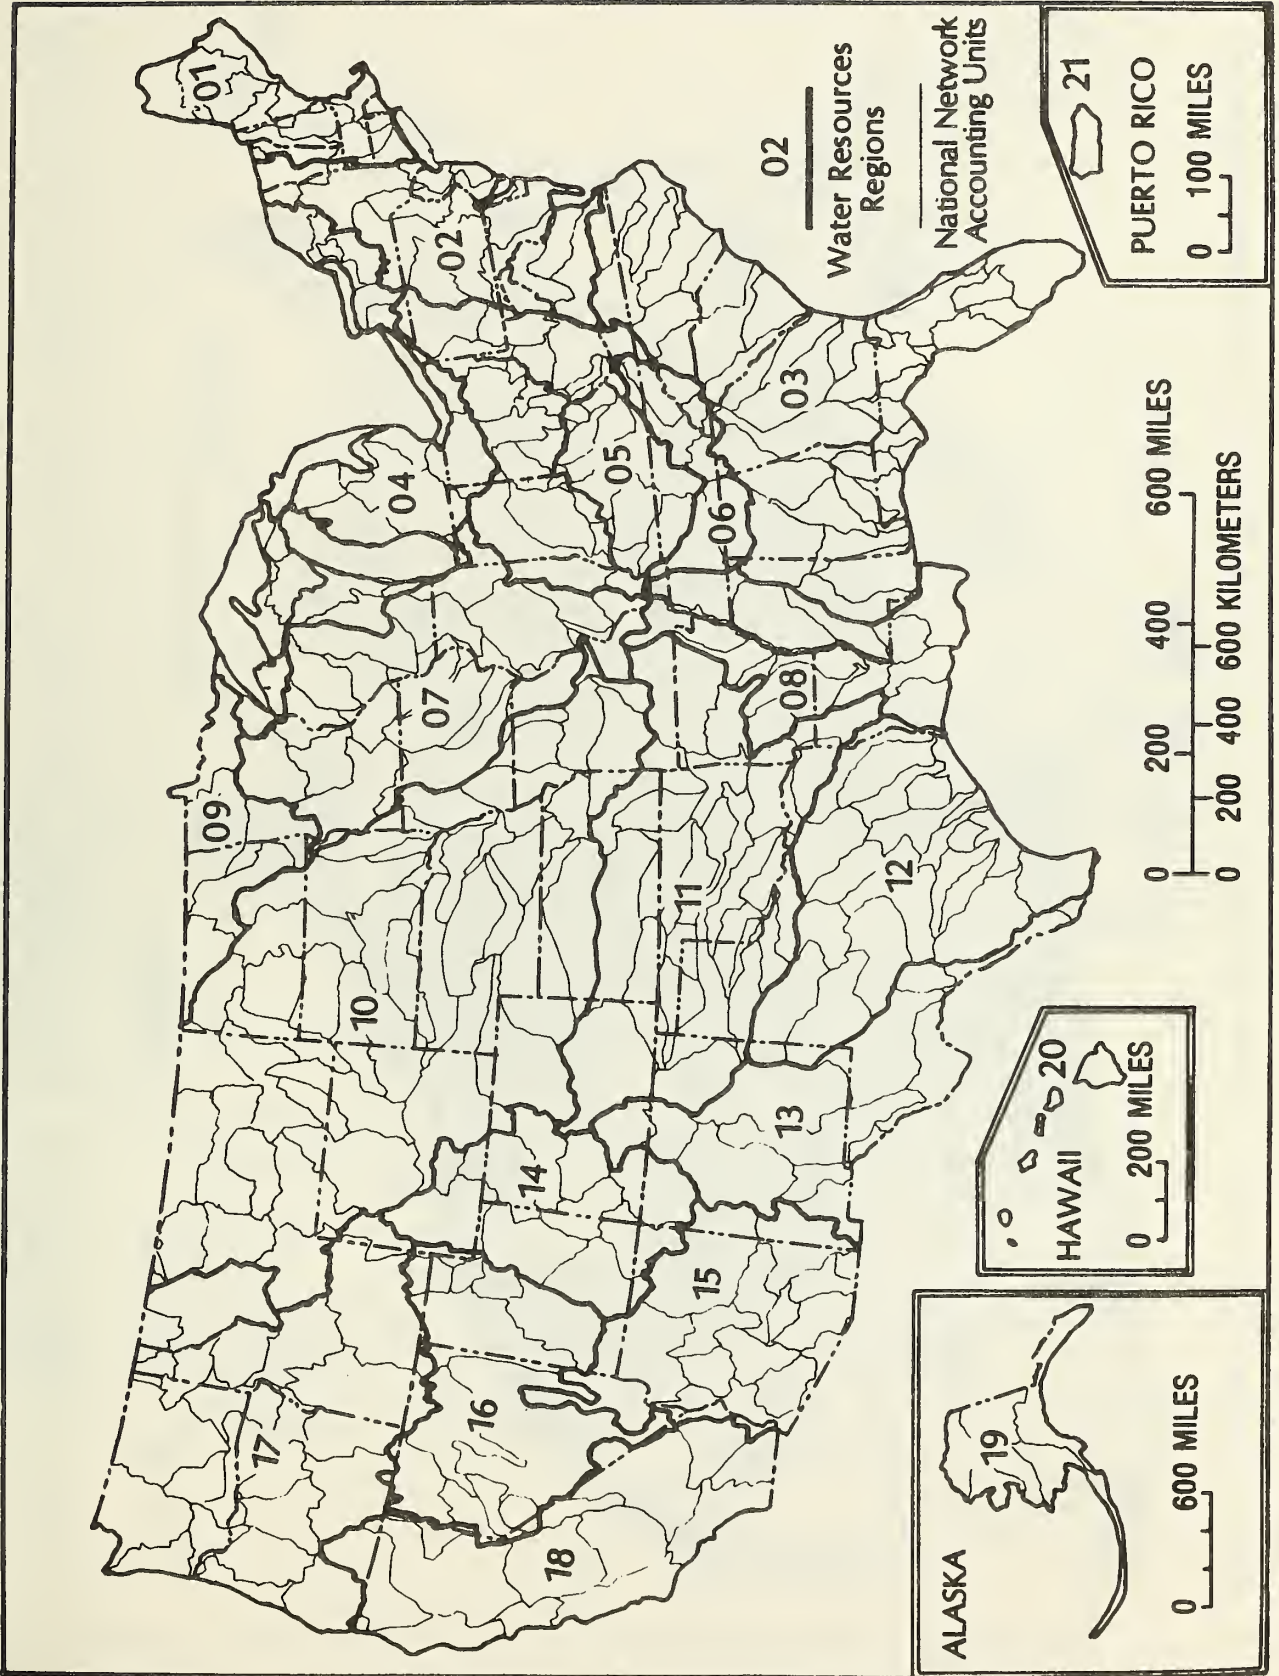 01
02
03
04
05
06
07
08
09
10
11
12
13
14
15
16
17
18
02
Water Resources
Regions
National Network
Accounting Units
ALASKA
19
0 600 MILES
HAWAII
20
0 200 MILES
0 200 400 600 MILES
0 200 400 600 KILOMETERS
PUERTO RICO
21
0 100 MILES